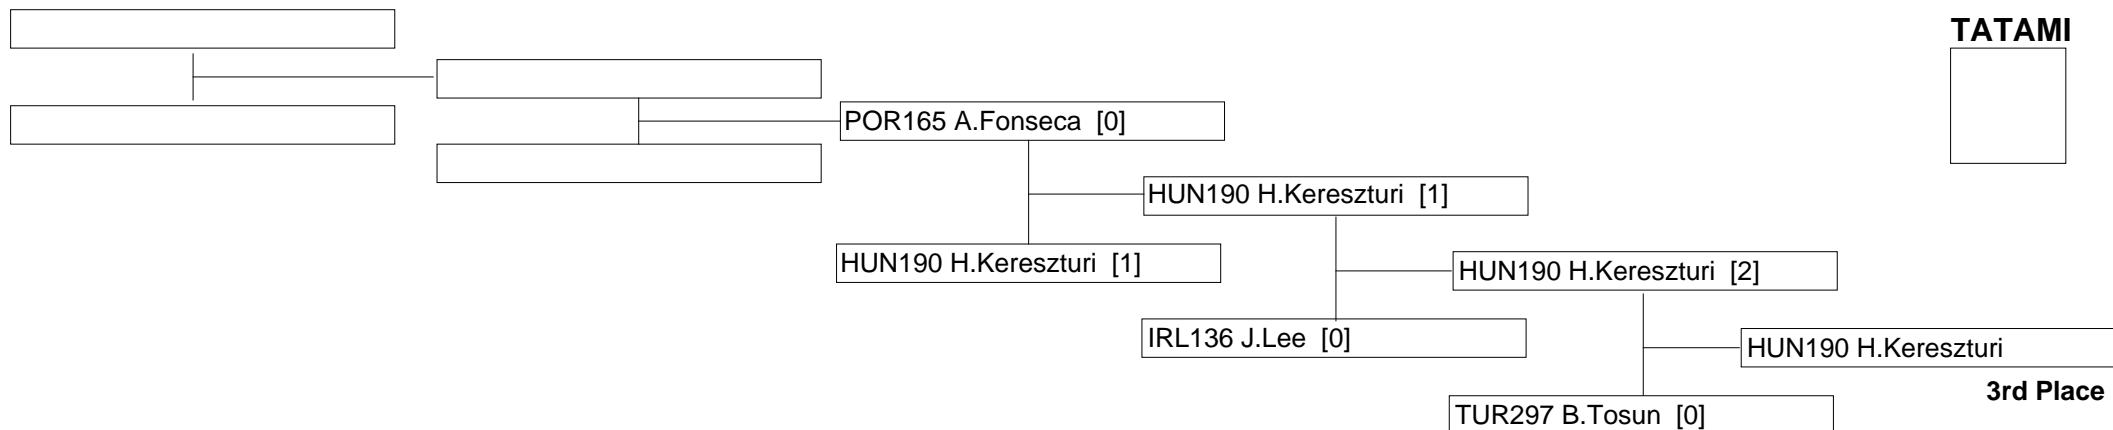 TATAMI
POR165 A.Fonseca [0]
HUN190 H.Kereszturi [1]
HUN190 H.Kereszturi [1]
HUN190 H.Kereszturi [2]
IRL136 J.Lee [0]
HUN190 H.Kereszturi
3rd Place
TUR297 B.Tosun [0]